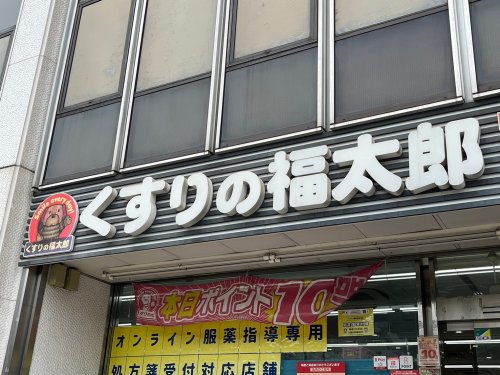 くすりの福太郎
くすりの福太郎
本日ポイント10
オンライン服薬指導専用
処方薬受付対応店舗
10